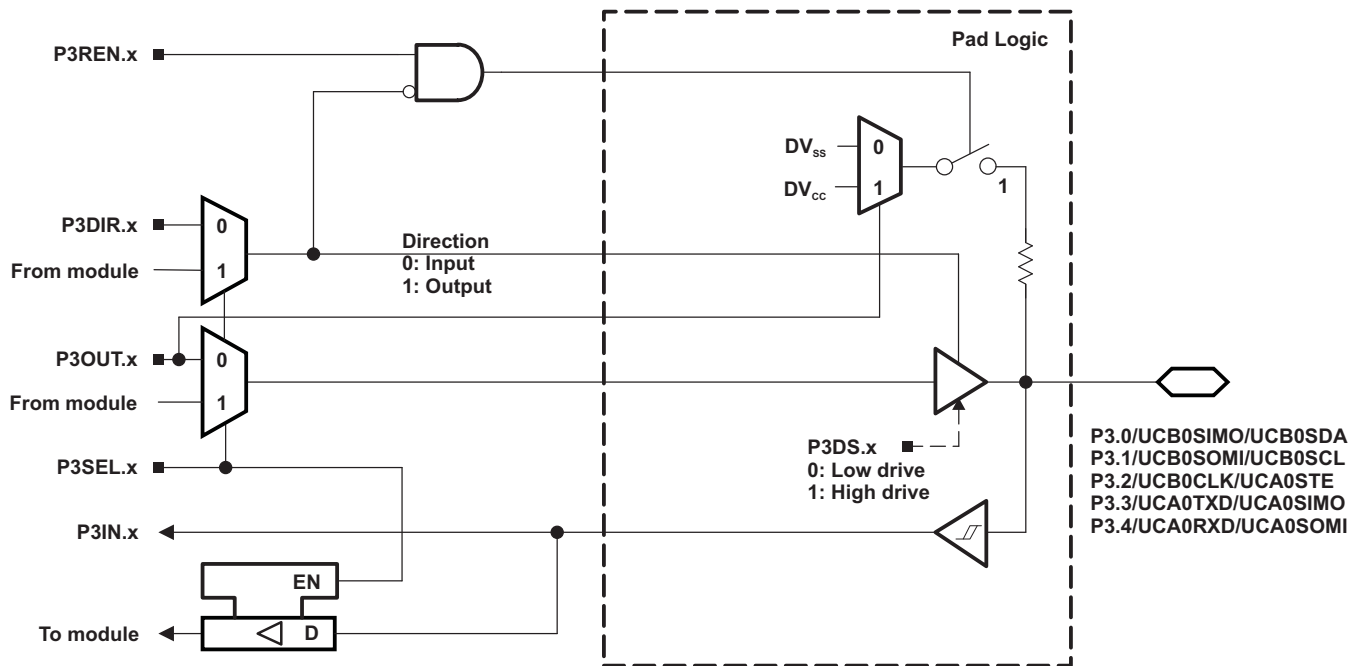 P3REN.x
Pad Logic
DVSS
0
DVCC
1
1
P3DIR.x
0
From module
1
Direction
0: Input
1: Output
P3OUT.x
0
From module
1
P3DS.x
0: Low drive
1: High drive
P3SEL.x
P3.0/UCB0SIMO/UCB0SDA
P3.1/UCB0SOMI/UCB0SCL
P3.2/UCB0CLK/UCA0STE
P3.3/UCA0TXD/UCA0SIMO
P3.4/UCA0RXD/UCA0SOMI
P3IN.x
EN
To module
D